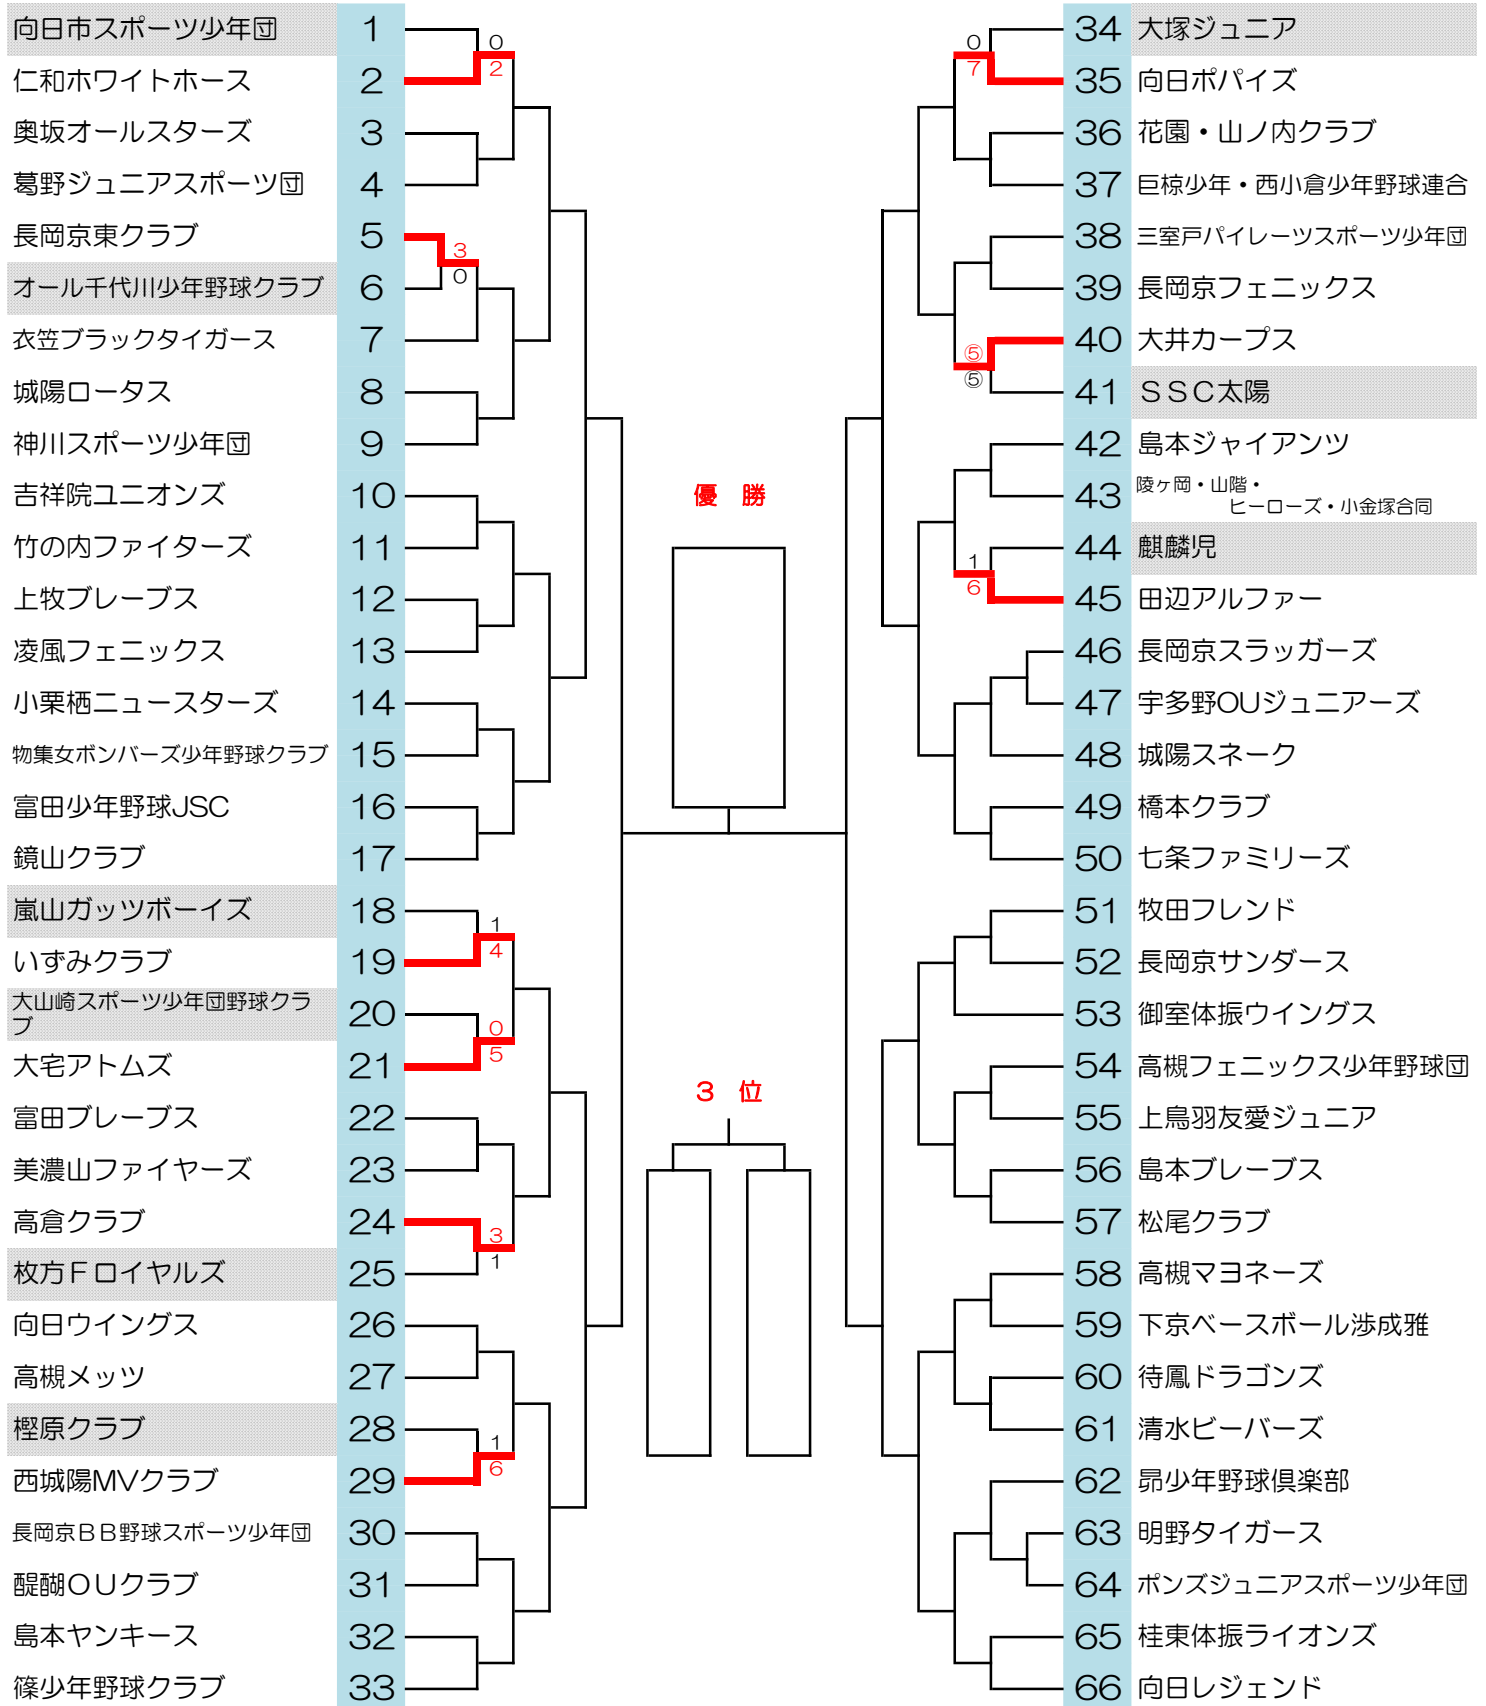 向日市スポーツ少年団 1
仁和ホワイトホース 2
0
2
奥坂オールスターズ 3
葛野ジュニアスポーツ団 4
長岡京東クラブ 5
3
0
オール千代川少年野球クラブ 6
衣笠ブラックタイガース 7
城陽ロータス 8
神川スポーツ少年団 9
吉祥院ユニオンズ 10
竹の内ファイターズ 11
上牧ブレーブス 12
凌風フェニックス 13
小栗栖ニュースターズ 14
物集女ボンバーズ少年野球クラブ 15
富田少年野球JSC 16
鏡山クラブ 17
嵐山ガッツボーイズ 18
1
4
いずみクラブ 19
大山崎スポーツ少年団野球クラ
ブ
20
0
5
大宅アトムズ 21
富田ブレーブス 22
美濃山ファイヤーズ 23
高倉クラブ 24
3
1
枚方Fロイヤルズ 25
向日ウイングス 26
高槻メッツ 27
樫原クラブ 28
1
6
西城陽MVクラブ 29
長岡京BB野球スポーツ少年団 30
醍醐OUクラブ 31
島本ヤンキース 32
篠少年野球クラブ 33
優 勝
3 位
34 大塚ジュニア
0
7
35 向日ポパイズ
36 花園・山ノ内クラブ
37 巨椋少年・西小倉少年野球連合
38 三室戸パイレーツスポーツ少年団
39 長岡京フェニックス
40 大井カープス
⑤
⑤
41 SSC太陽
42 島本ジャイアンツ
43 陵ヶ岡・山階・
ヒーローズ・小金塚合同
44 麒麟児
1
6
45 田辺アルファー
46 長岡京スラッガーズ
47 宇多野OUジュニアーズ
48 城陽スネーク
49 橋本クラブ
50 七条ファミリーズ
51 牧田フレンド
52 長岡京サンダース
53 御室体振ウイングス
54 高槻フェニックス少年野球団
55 上鳥羽友愛ジュニア
56 島本ブレーブス
57 松尾クラブ
58 高槻マヨネーズ
59 下京ベースボール渉成雅
60 待鳳ドラゴンズ
61 清水ビーバーズ
62 昴少年野球倶楽部
63 明野タイガース
64 ポンズジュニアスポーツ少年団
65 桂東体振ライオンズ
66 向日レジェンド